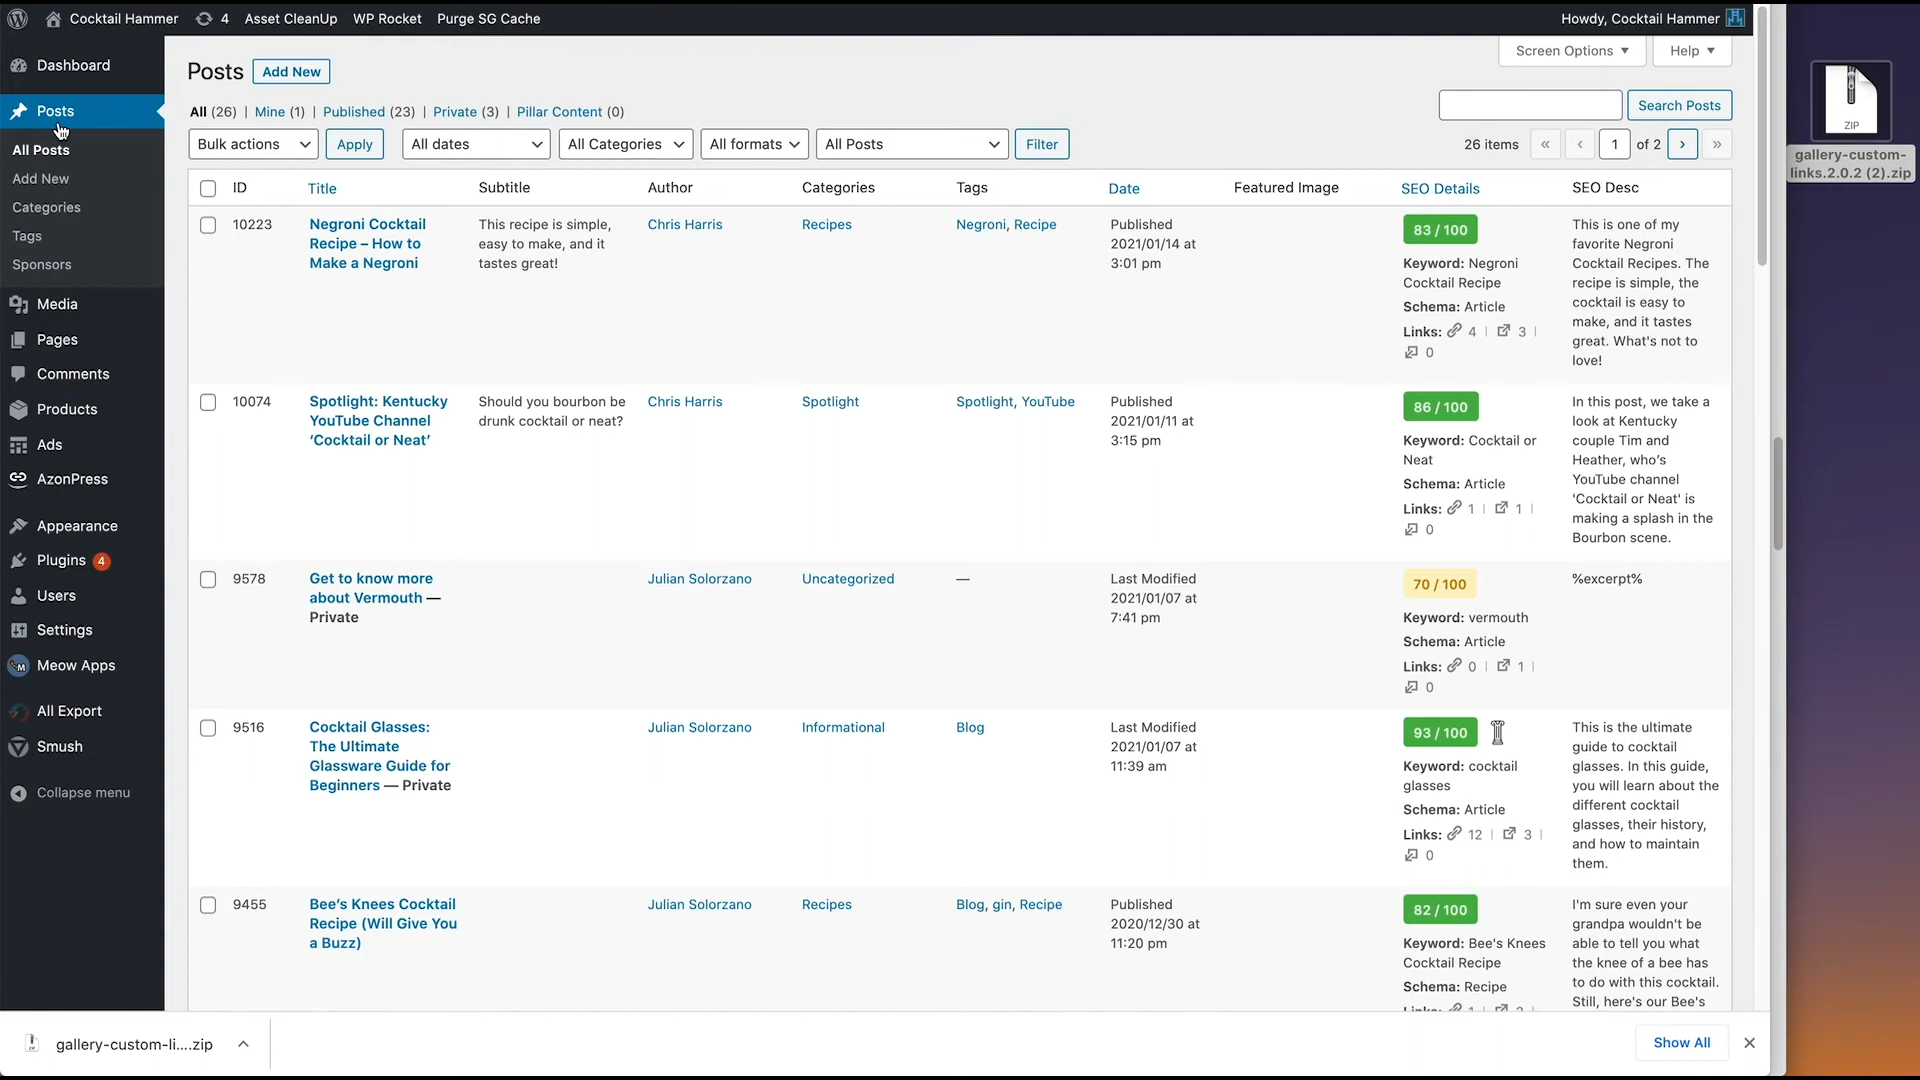 Cocktail Hammer 4 Asset CleanUp WP Rocket Purge SG Cache Howdy, Cocktail Hammer
Screen Options Help
Dashboard
Posts
All Posts
Add New
Categories
Tags
Sponsors
Media
Pages
Comments
Products
Ads
AzonPress
Appearance
Plugins 4
Users
Settings
Meow Apps
All Export
Smush
Collapse menu
Posts Add New
All (26) | Mine (1) | Published (23) | Private (3) | Pillar Content (0)
Search Posts
Bulk actions Apply All dates All Categories All formats All Posts Filter 26 items « ‹ 1 of 2 › »
ID Title Subtitle Author Categories Tags Date Featured Image SEO Details SEO Desc
10223
Negroni Cocktail
Recipe – How to
Make a Negroni
This recipe is simple,
easy to make, and it
tastes great!
Chris Harris
Recipes
Negroni, Recipe
Published
2021/01/14 at
3:01 pm
83 / 100
Keyword: Negroni
Cocktail Recipe
Schema: Article
Links: 4 | 3 |
0
This is one of my
favorite Negroni
Cocktail Recipes. The
recipe is simple, the
cocktail is easy to
make, and it tastes
great. What's not to
love!
10074
Spotlight: Kentucky
YouTube Channel
‘Cocktail or Neat’
Should you bourbon be
drunk cocktail or neat?
Chris Harris
Spotlight
Spotlight, YouTube
Published
2021/01/11 at
3:15 pm
86 / 100
Keyword: Cocktail or
Neat
Schema: Article
Links: 1 | 1 |
0
In this post, we take a
look at Kentucky
couple Tim and
Heather, who’s
YouTube channel
'Cocktail or Neat' is
making a splash in the
Bourbon scene.
9578
Get to know more
about Vermouth —
Private
Julian Solorzano
Uncategorized
—
Last Modified
2021/01/07 at
7:41 pm
70 / 100
Keyword: vermouth
Schema: Article
Links: 0 | 1 |
0
%excerpt%
9516
Cocktail Glasses:
The Ultimate
Glassware Guide for
Beginners — Private
Julian Solorzano
Informational
Blog
Last Modified
2021/01/07 at
11:39 am
93 / 100
Keyword: cocktail
glasses
Schema: Article
Links: 12 | 3 |
0
This is the ultimate
guide to cocktail
glasses. In this guide,
you will learn about the
different cocktail
glasses, their history,
and how to maintain
them.
9455
Bee’s Knees Cocktail
Recipe (Will Give You
a Buzz)
Julian Solorzano
Recipes
Blog, gin, Recipe
Published
2020/12/30 at
11:20 pm
82 / 100
Keyword: Bee's Knees
Cocktail Recipe
Schema: Recipe
I'm sure even your
grandpa wouldn't be
able to tell you what
the knee of a bee has
to do with this cocktail.
Still, here's our Bee's
ZIP
gallery-custom-
links.2.0.2 (2).zip
gallery-custom-li....zip Show All